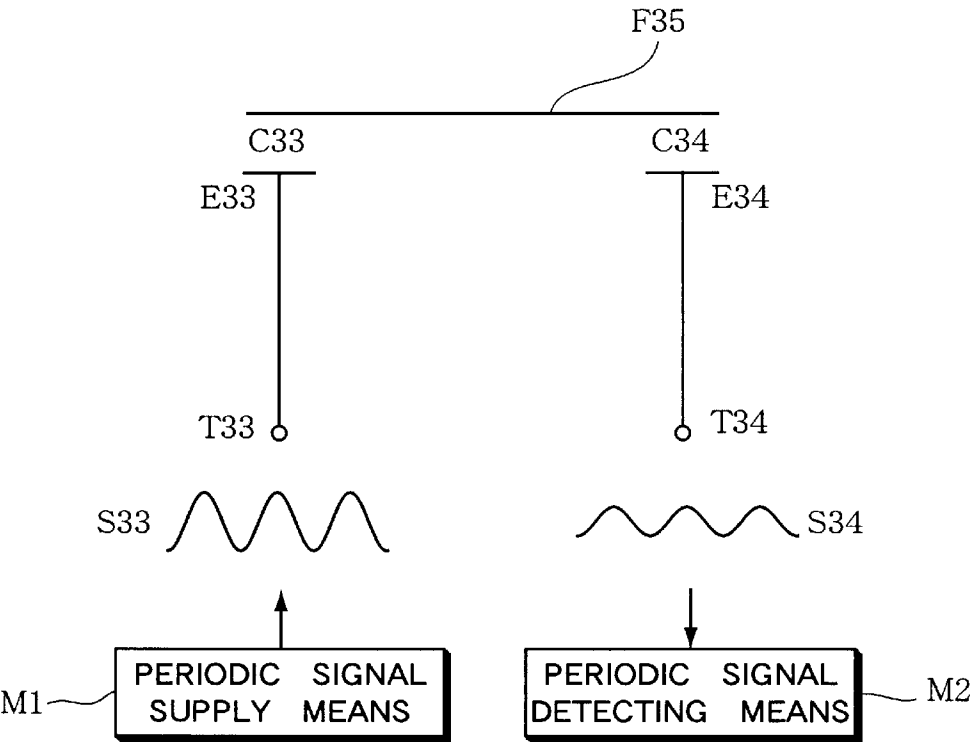 F35
C33
C34
E33
E34
T33
T34
S33
S34
M1
PERIODIC SIGNAL
SUPPLY MEANS
PERIODIC SIGNAL
DETECTING MEANS
M2